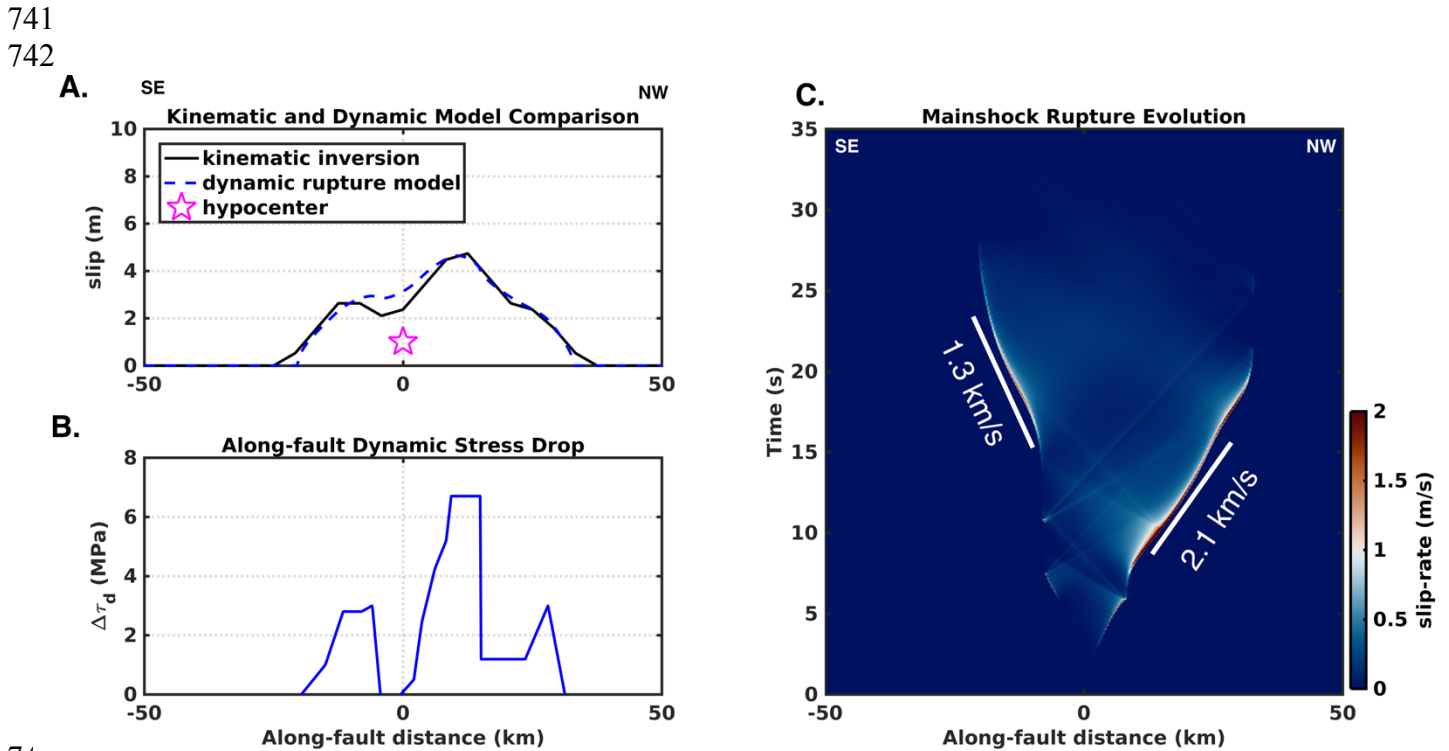 741
742
A.
SE
NW
Kinematic and Dynamic Model Comparison
10
8
6
4
2
0
slip (m)
kinematic inversion
dynamic rupture model
hypocenter
-50
0
50
B.
Along-fault Dynamic Stress Drop
8
6
4
2
0
Δτd (MPa)
-50
0
50
Along-fault distance (km)
C.
Mainshock Rupture Evolution
SE
NW
35
30
25
20
15
10
5
0
Time (s)
1.3 km/s
2.1 km/s
-50
0
50
Along-fault distance (km)
2
1.5
1
0.5
0
slip-rate (m/s)